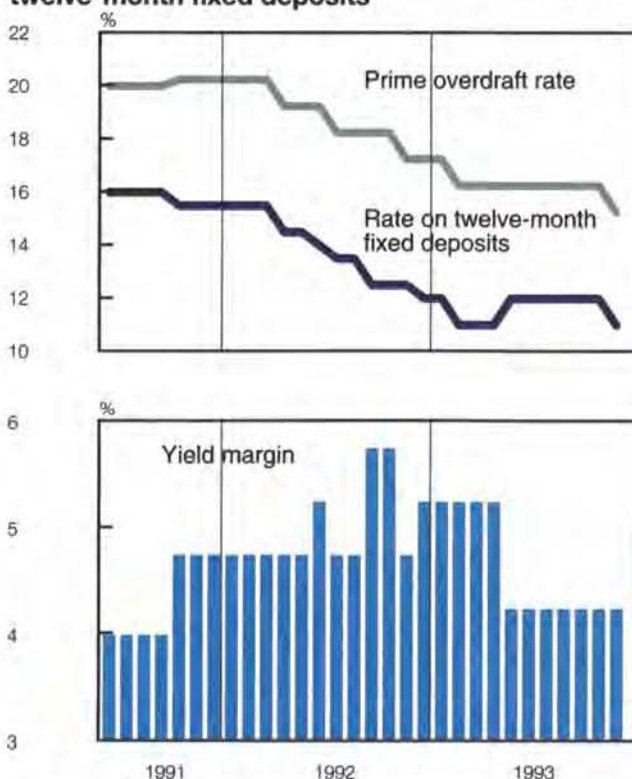 twelve-month fixed deposits
%
22
20
18
16
14
12
10
Prime overdraft rate
Rate on twelve-month
fixed deposits
%
6
5
4
3
Yield margin
1991 1992 1993